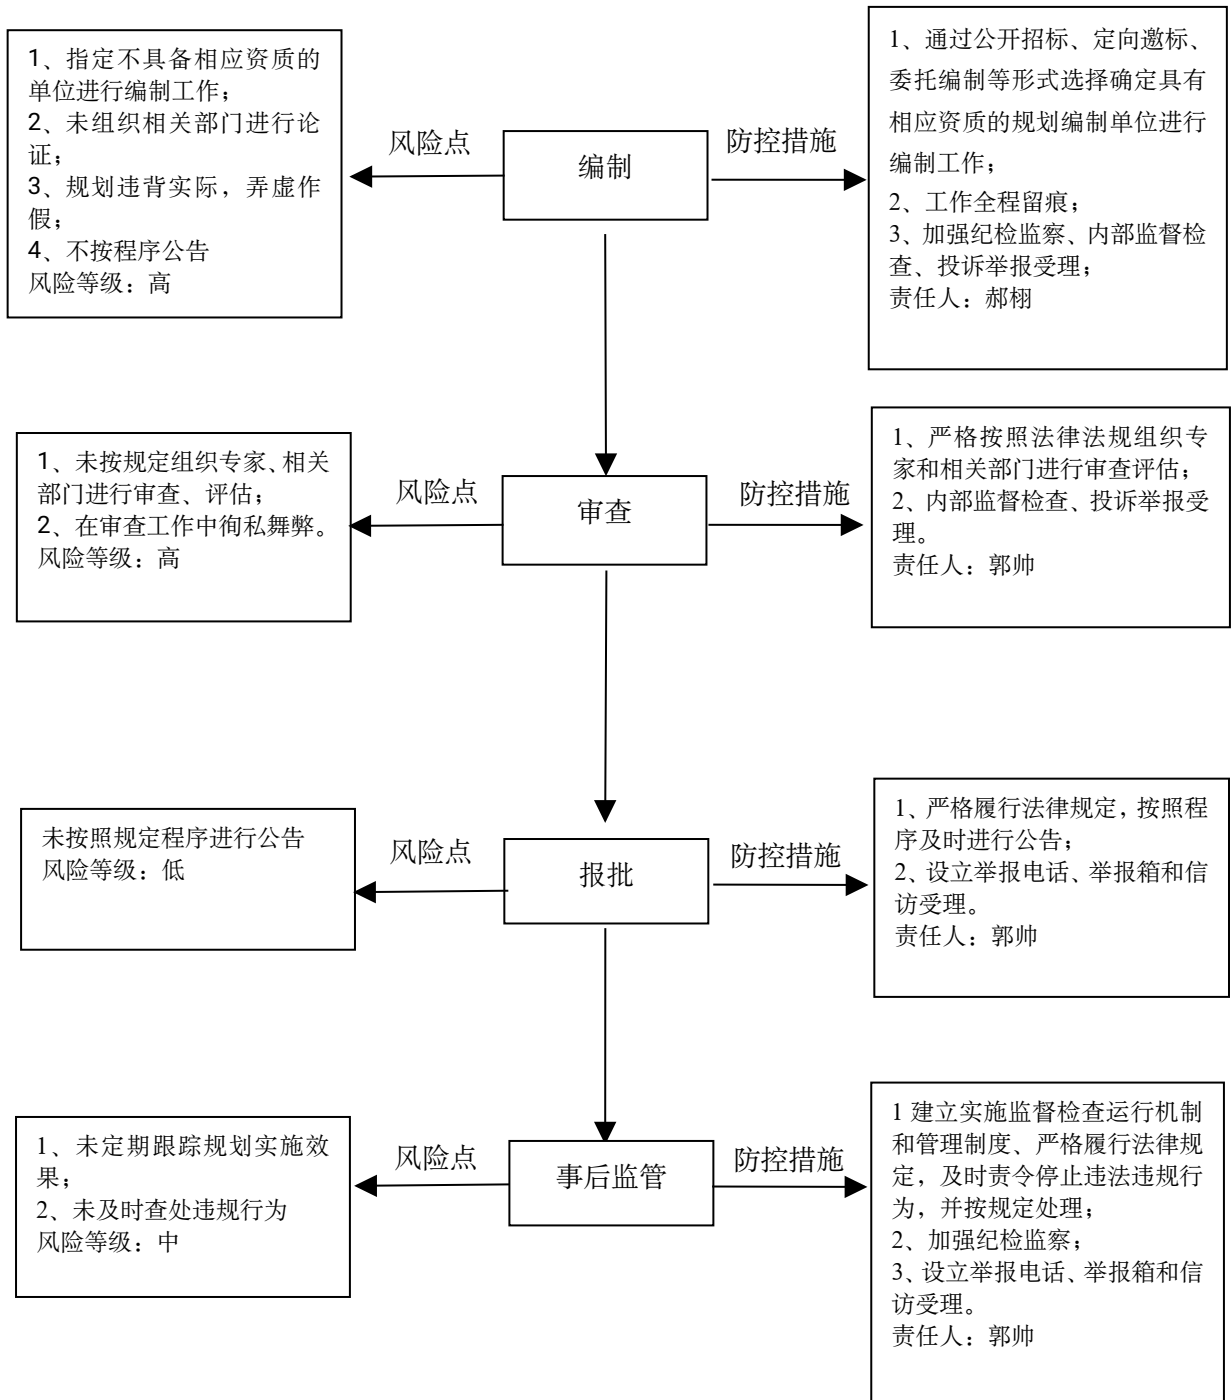 1、指定不具备相应资质的
单位进行编制工作；
2、未组织相关部门进行论
证；
3、规划违背实际，弄虚作
假；
4、不按程序公告
风险等级：高
风险点
编制
防控措施
1、通过公开招标、定向邀标、
委托编制等形式选择确定具有
相应资质的规划编制单位进行
编制工作；
2、工作全程留痕；
3、加强纪检监察、内部监督检
查、投诉举报受理；
责任人：郝栩
1、未按规定组织专家、相关
部门进行审查、评估；
2、在审查工作中徇私舞弊。
风险等级：高
风险点
审查
防控措施
1、严格按照法律法规组织专
家和相关部门进行审查评估；
2、内部监督检查、投诉举报受
理。
责任人：郭帅
未按照规定程序进行公告
风险等级：低
风险点
报批
防控措施
1、严格履行法律规定，按照程
序及时进行公告；
2、设立举报电话、举报箱和信
访受理。
责任人：郭帅
1、未定期跟踪规划实施效
果；
2、未及时查处违规行为
风险等级：中
风险点
事后监管
防控措施
1 建立实施监督检查运行机制
和管理制度、严格履行法律规
定，及时责令停止违法违规行
为，并按规定处理；
2、加强纪检监察；
3、设立举报电话、举报箱和信
访受理。
责任人：郭帅